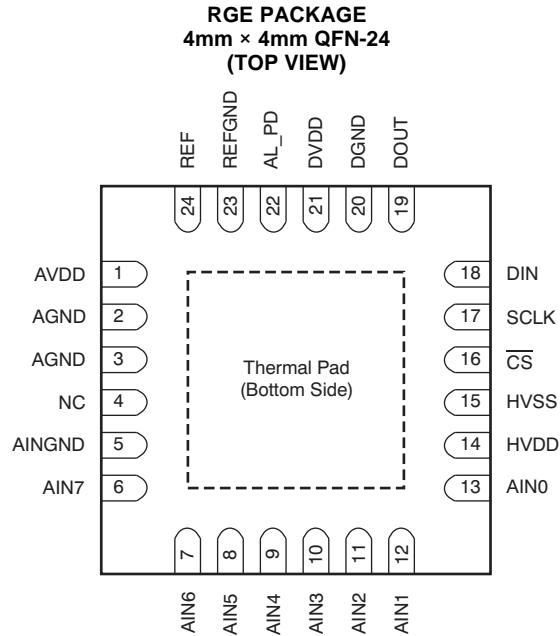 RGE PACKAGE
4mm × 4mm QFN-24
(TOP VIEW)
REF
REFGND
AL_PD
DVDD
DGND
DOUT
24
23
22
21
20
19
AVDD 1
AGND 2
AGND 3
NC 4
AINGND 5
AIN7 6
Thermal Pad
(Bottom Side)
18 DIN
17 SCLK
16 C̅S̅
15 HVSS
14 HVDD
13 AIN0
7
8
9
10
11
12
AIN6
AIN5
AIN4
AIN3
AIN2
AIN1